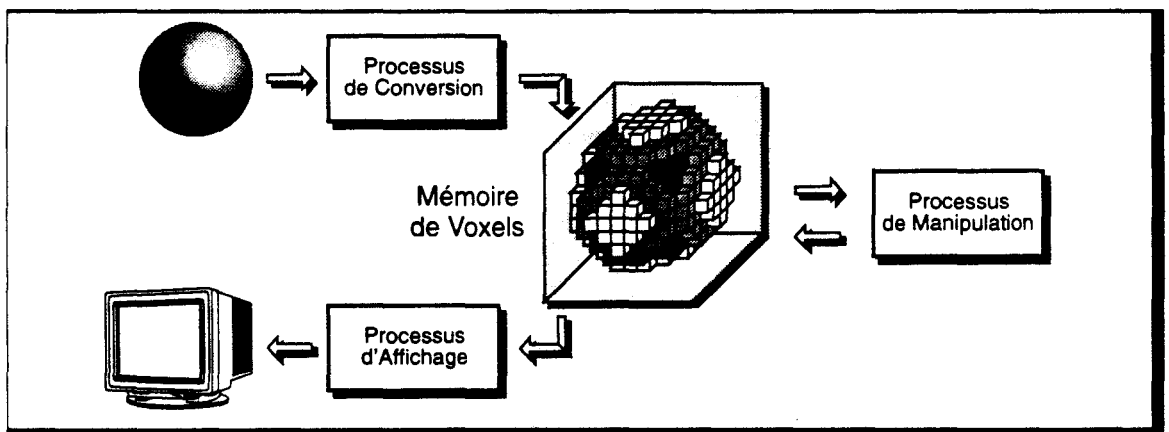 Processus
de Conversion
Mémoire
de Voxels
Processus
de Manipulation
Processus
d'Affichage